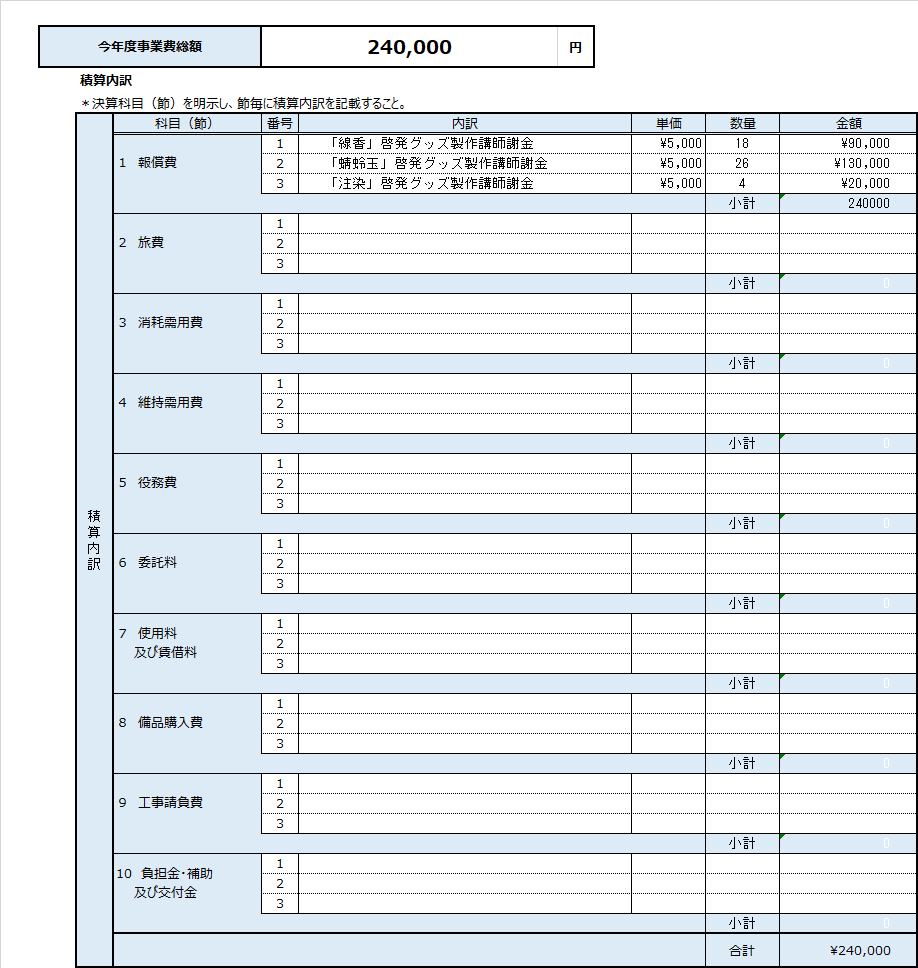 今年度事業費総額 240,000 円
積算内訳
＊決算科目（節）を明示し、節毎に積算内訳を記載すること。
科目（節） 番号 内訳 単価 数量 金額
1 報償費
1 「線香」啓発グッズ製作講師謝金 ¥5,000 18 ¥90,000
2 「蜻蛉玉」啓発グッズ製作講師謝金 ¥5,000 26 ¥130,000
3 「注染」啓発グッズ製作講師謝金 ¥5,000 4 ¥20,000
小計 240000
2 旅費
1
2
3
小計 0
3 消耗需用費
1
2
3
小計 0
4 維持需用費
1
2
3
小計 0
5 役務費
1
2
3
小計 0
積算内訳
6 委託料
1
2
3
小計 0
7 使用料
及び賃借料
1
2
3
小計 0
8 備品購入費
1
2
3
小計 0
9 工事請負費
1
2
3
小計 0
10 負担金・補助
及び交付金
1
2
3
小計 0
合計 ¥240,000